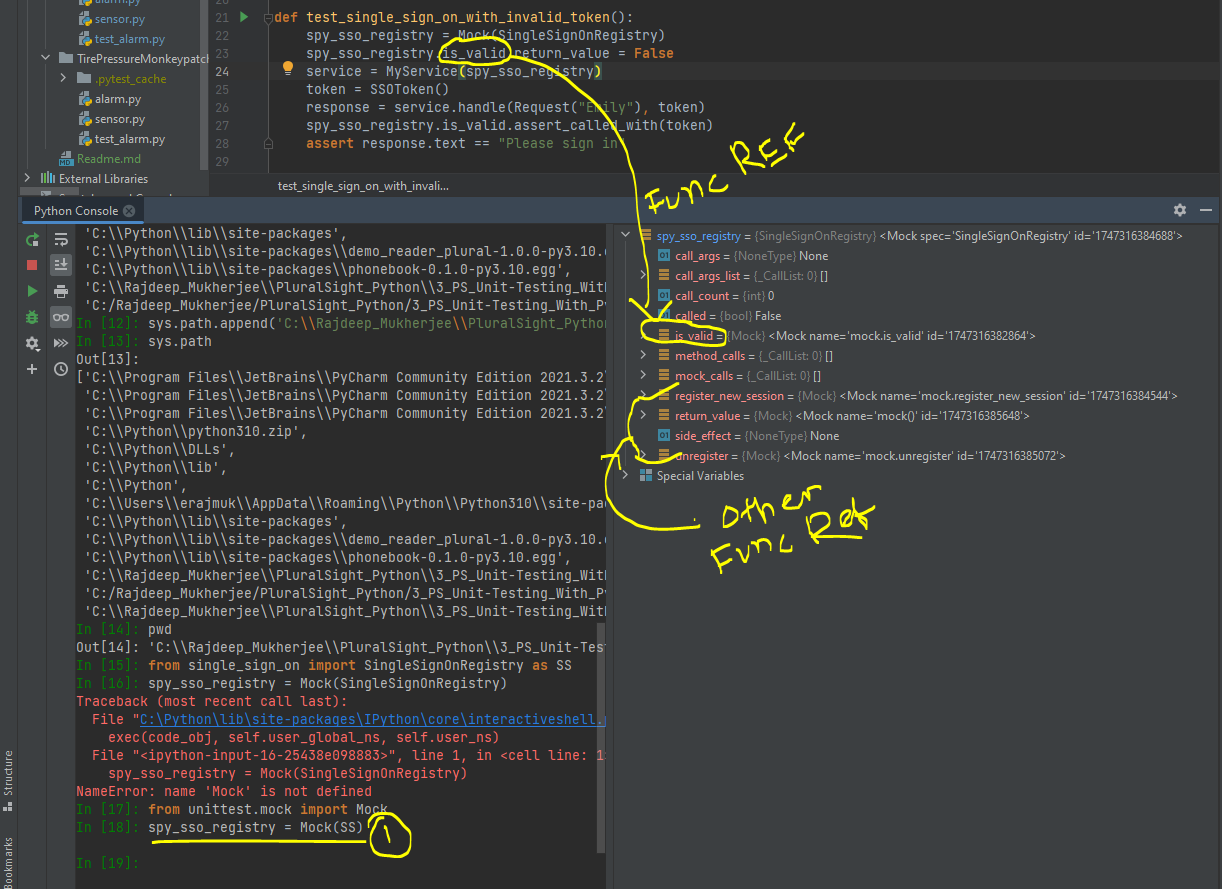 alarm.py
sensor.py
test_alarm.py
TirePressureMonkeypatch
.pytest_cache
alarm.py
sensor.py
test_alarm.py
Readme.md
External Libraries
21 def test_single_sign_on_with_invalid_token():
22 spy_sso_registry = Mock(SingleSignOnRegistry)
23 spy_sso_registry.is_valid.return_value = False
24 service = MyService(spy_sso_registry)
25 token = SSOToken()
26 response = service.handle(Request("Emily"), token)
27 spy_sso_registry.is_valid.assert_called_with(token)
28 assert response.text == "Please sign in"
29
test_single_sign_on_with_invali...
Func REF
Python Console
'C:\\Python\\lib\\site-packages',
'C:\\Python\\lib\\site-packages\\demo_reader_plural-1.0.0-py3.10.
'C:\\Python\\lib\\site-packages\\phonebook-0.1.0-py3.10.egg',
'C:\\Rajdeep_Mukherjee\\PluralSight_Python\\3_PS_Unit-Testing_Wit
'C:/Rajdeep_Mukherjee/PluralSight_Python/3_PS_Unit-Testing_With_P
In [12]: sys.path.append('C:\\Rajdeep_Mukherjee\\PluralSight_Python
In [13]: sys.path
Out[13]:
['C:\\Program Files\\JetBrains\\PyCharm Community Edition 2021.3.2
'C:\\Program Files\\JetBrains\\PyCharm Community Edition 2021.3.2
'C:\\Program Files\\JetBrains\\PyCharm Community Edition 2021.3.2
'C:\\Python\\python310.zip',
'C:\\Python\\DLLs',
'C:\\Python\\lib',
'C:\\Python',
'C:\\Users\\erajmuk\\AppData\\Roaming\\Python\\Python310\\site-pa
'C:\\Python\\lib\\site-packages',
'C:\\Python\\lib\\site-packages\\demo_reader_plural-1.0.0-py3.10.
'C:\\Python\\lib\\site-packages\\phonebook-0.1.0-py3.10.egg',
'C:\\Rajdeep_Mukherjee\\PluralSight_Python\\3_PS_Unit-Testing_Wit
'C:/Rajdeep_Mukherjee/PluralSight_Python/3_PS_Unit-Testing_With_P
'C:\\Rajdeep_Mukherjee\\PluralSight_Python\\3_PS_Unit-Testing_Wit
In [14]: pwd
Out[14]: 'C:\\Rajdeep_Mukherjee\\PluralSight_Python\\3_PS_Unit-Tes
In [15]: from single_sign_on import SingleSignOnRegistry as SS
In [16]: spy_sso_registry = Mock(SingleSignOnRegistry)
Traceback (most recent call last):
File "C:\Python\lib\site-packages\IPython\core\interactiveshell.
exec(code_obj, self.user_global_ns, self.user_ns)
File "<ipython-input-16-25438e098883>", line 1, in <cell line: 1
spy_sso_registry = Mock(SingleSignOnRegistry)
NameError: name 'Mock' is not defined
In [17]: from unittest.mock import Mock
In [18]: spy_sso_registry = Mock(SS)
1
In [19]:
spy_sso_registry = {SingleSignOnRegistry} <Mock spec='SingleSignOnRegistry' id='1747316384688'>
call_args = {NoneType} None
call_args_list = {_CallList: 0} []
call_count = {int} 0
called = {bool} False
is_valid = {Mock} <Mock name='mock.is_valid' id='1747316382864'>
method_calls = {_CallList: 0} []
mock_calls = {_CallList: 0} []
register_new_session = {Mock} <Mock name='mock.register_new_session' id='1747316384544'>
return_value = {Mock} <Mock name='mock()' id='1747316385648'>
side_effect = {NoneType} None
unregister = {Mock} <Mock name='mock.unregister' id='1747316385072'>
Special Variables
other
Func Ref
Structure
Bookmarks